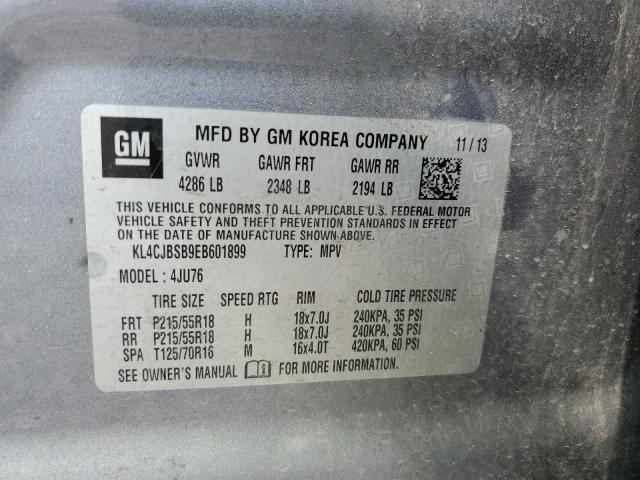 GM
MFD BY GM KOREA COMPANY 11 / 13
GVWR GAWR FRT GAWR RR
4286 LB 2348 LB 2194 LB
THIS VEHICLE CONFORMS TO ALL APPLICABLE U.S. FEDERAL MOTOR
VEHICLE SAFETY AND THEFT PREVENTION STANDARDS IN EFFECT
ON THE DATE OF MANUFACTURE SHOWN ABOVE.
KL4CJBSB9EB601899 TYPE: MPV
MODEL : 4JU76
TIRE SIZE SPEED RTG RIM COLD TIRE PRESSURE
FRT P215/55R18 H 18x7.0J 240KPA, 35 PSI
RR P215/55R18 H 18x7.0J 240KPA, 35 PSI
SPA T125/70R16 M 16x4.0T 420KPA, 60 PSI
SEE OWNER'S MANUAL FOR MORE INFORMATION.